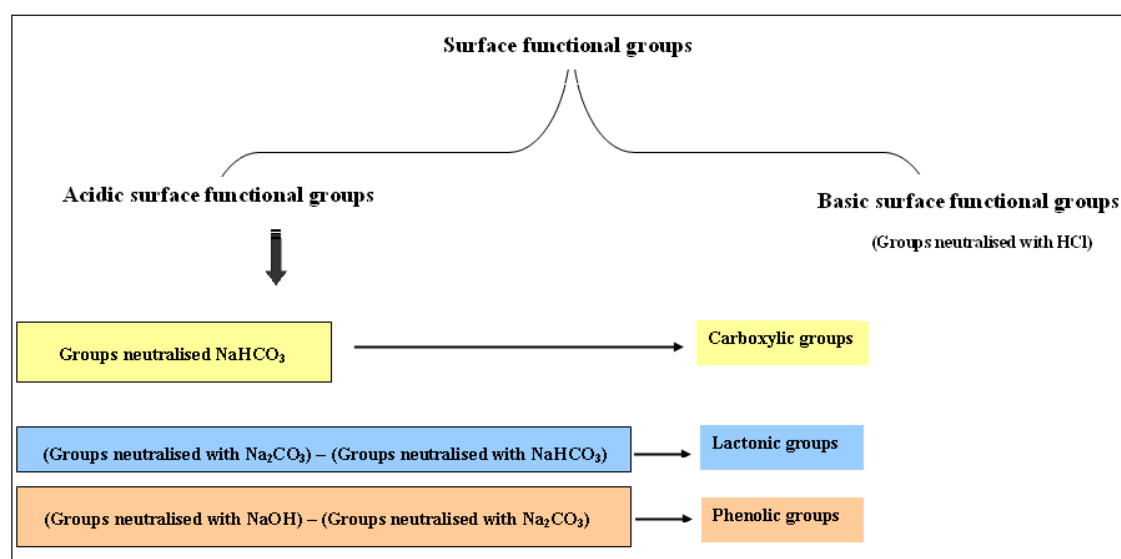 Surface functional groups
Acidic surface functional groups
Basic surface functional groups
(Groups neutralised with HCl)
Groups neutralised NaHCO₃
Carboxylic groups
(Groups neutralised with Na₂CO₃) – (Groups neutralised with NaHCO₃)
Lactonic groups
(Groups neutralised with NaOH) – (Groups neutralised with Na₂CO₃)
Phenolic groups